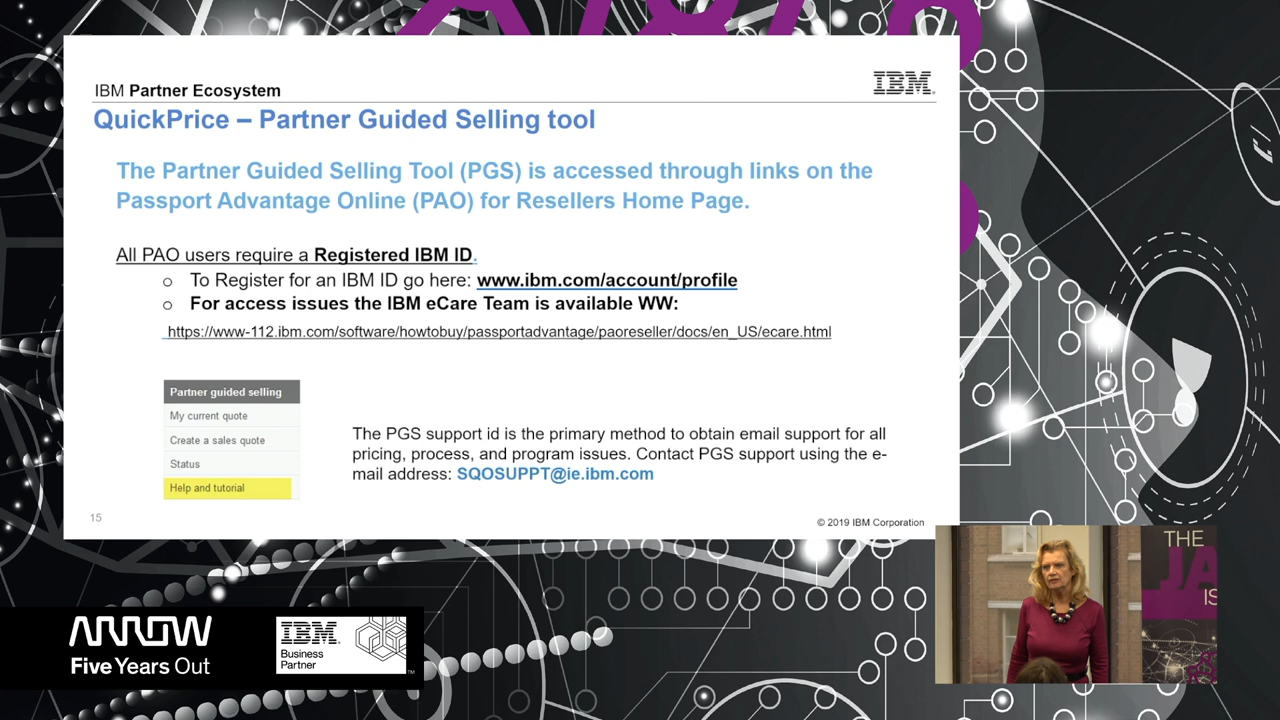 IBM Partner Ecosystem
IBM
QuickPrice – Partner Guided Selling tool
The Partner Guided Selling Tool (PGS) is accessed through links on the
Passport Advantage Online (PAO) for Resellers Home Page.
All PAO users require a Registered IBM ID.
o To Register for an IBM ID go here: www.ibm.com/account/profile
o For access issues the IBM eCare Team is available WW:
https://www-112.ibm.com/software/howtobuy/passportadvantage/paoreseller/docs/en_US/ecare.html
Partner guided selling
My current quote
Create a sales quote
Status
Help and tutorial
The PGS support id is the primary method to obtain email support for all
pricing, process, and program issues. Contact PGS support using the e-
mail address: SQOSUPPT@ie.ibm.com
15
© 2019 IBM Corporation
ARROW
Five Years Out
IBM
Business
Partner
THE
IS